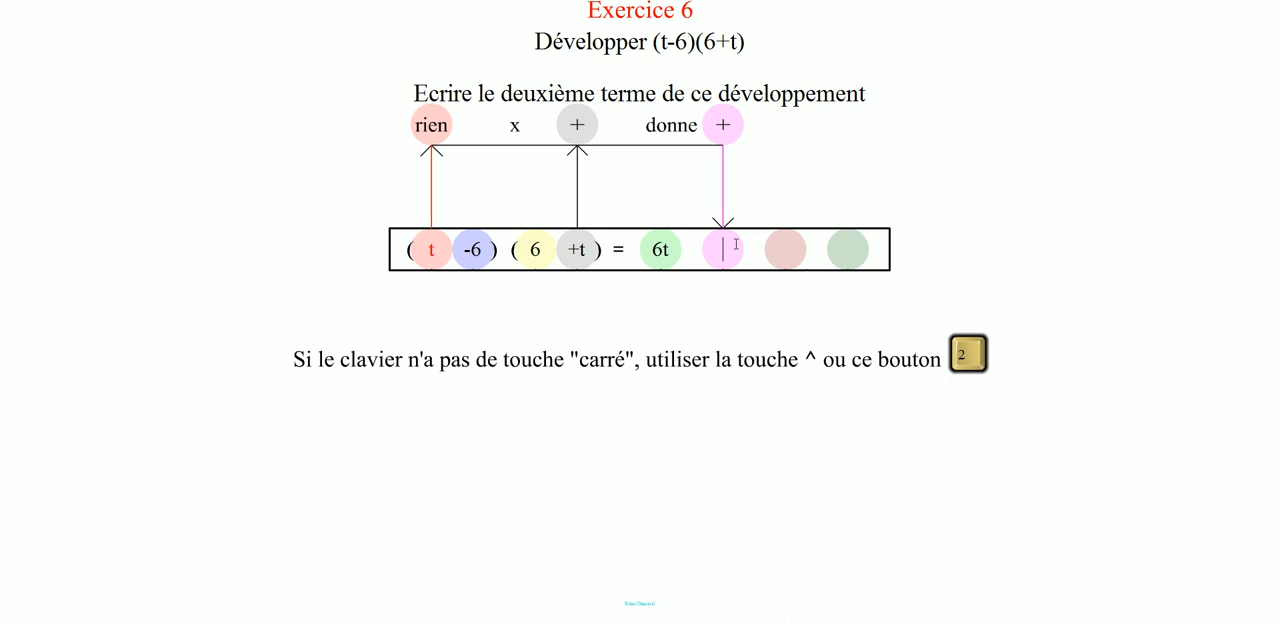 Exercice 6
Développer (t-6)(6+t)
Ecrire le deuxième terme de ce développement
rien x + donne +
( t -6 ) ( 6 +t ) = 6t
Si le clavier n'a pas de touche "carré", utiliser la touche ^ ou ce bouton 2